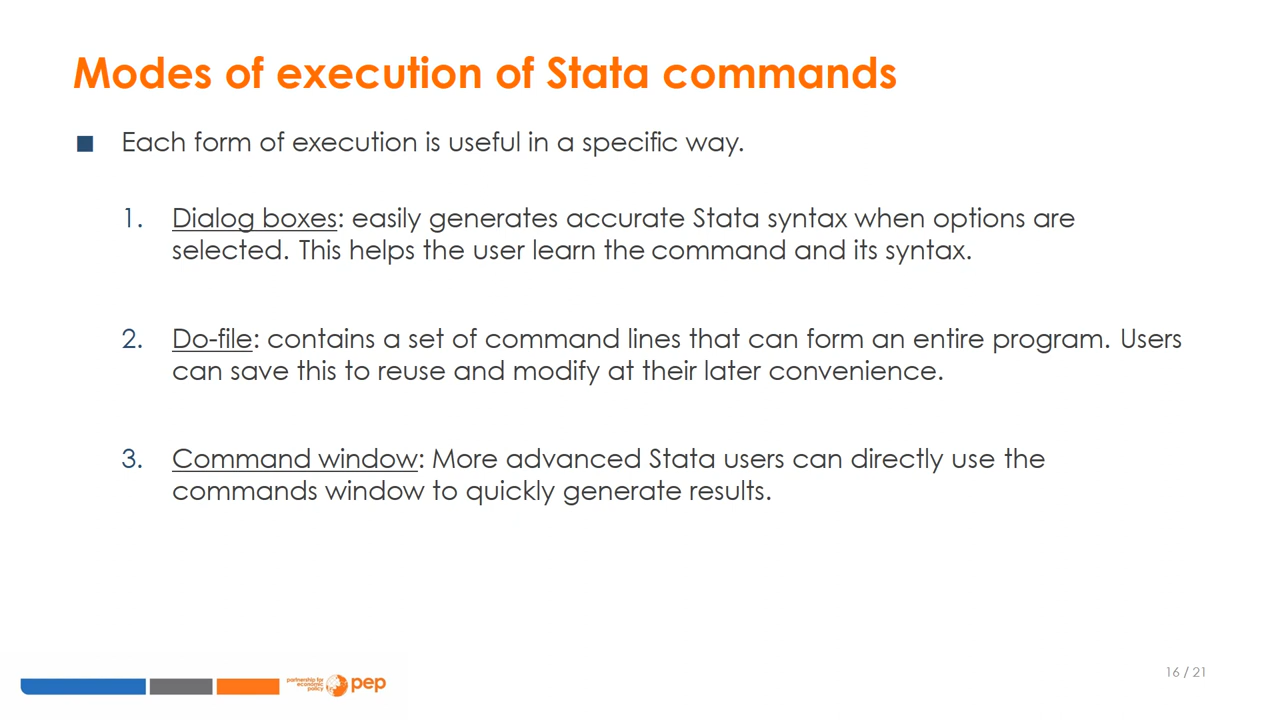 Modes of execution of Stata commands
■ Each form of execution is useful in a specific way.
1. Dialog boxes: easily generates accurate Stata syntax when options are
selected. This helps the user learn the command and its syntax.
2. Do-file: contains a set of command lines that can form an entire program. Users
can save this to reuse and modify at their later convenience.
3. Command window: More advanced Stata users can directly use the
commands window to quickly generate results.
partnership for
economic
policy
pep
16 / 21